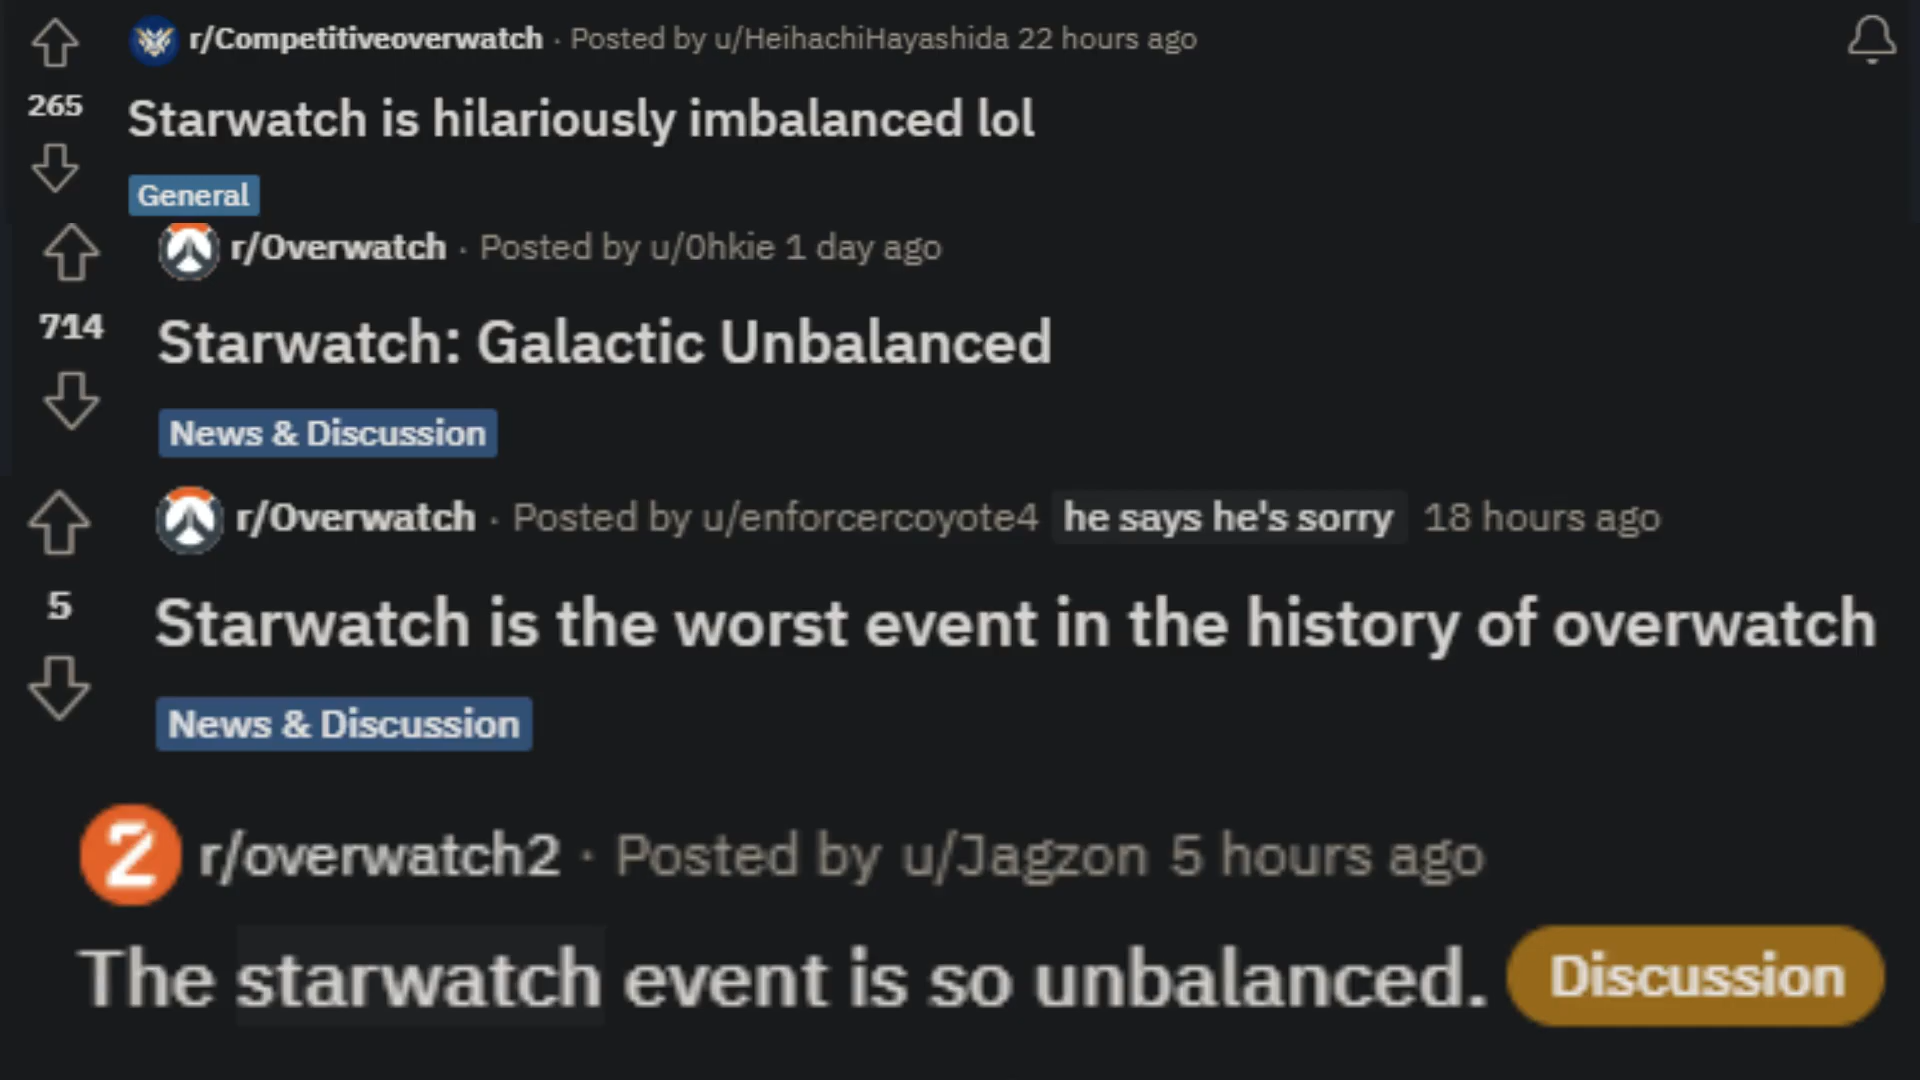 r/Competitiveoverwatch · Posted by u/HeihachiHayashida 22 hours ago
265
Starwatch is hilariously imbalanced lol
General
r/Overwatch · Posted by u/0hkie 1 day ago
714
Starwatch: Galactic Unbalanced
News & Discussion
r/Overwatch · Posted by u/enforcercoyote4 he says he's sorry 18 hours ago
5
Starwatch is the worst event in the history of overwatch
News & Discussion
2 r/overwatch2 · Posted by u/Jagzon 5 hours ago
The starwatch event is so unbalanced. Discussion